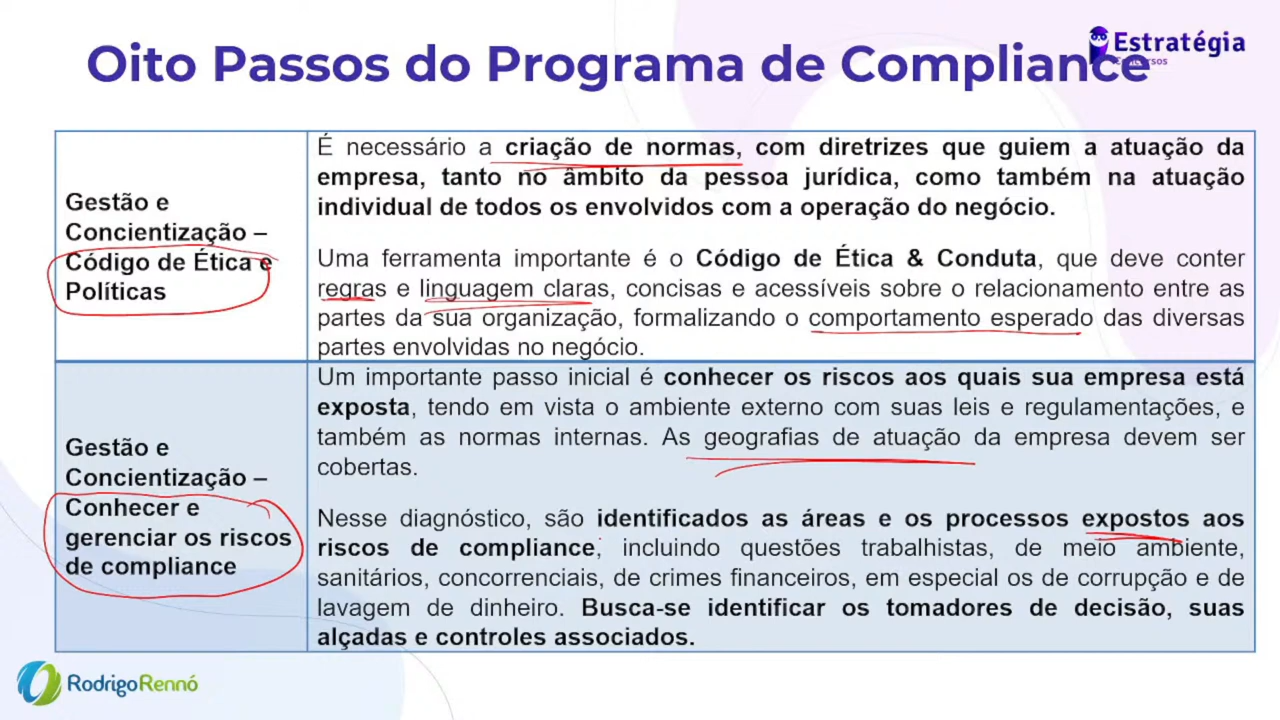 Oito Passos do Programa de Compliance
Estratégia
Concursos
Gestão e
Concientização –
Código de Ética e
Políticas
É necessário a criação de normas, com diretrizes que guiem a atuação da
empresa, tanto no âmbito da pessoa jurídica, como também na atuação
individual de todos os envolvidos com a operação do negócio.
Uma ferramenta importante é o Código de Ética & Conduta, que deve conter
regras e linguagem claras, concisas e acessíveis sobre o relacionamento entre as
partes da sua organização, formalizando o comportamento esperado das diversas
partes envolvidas no negócio.
Gestão e
Concientização –
Conhecer e
gerenciar os riscos
de compliance
Um importante passo inicial é conhecer os riscos aos quais sua empresa está
exposta, tendo em vista o ambiente externo com suas leis e regulamentações, e
também as normas internas. As geografias de atuação da empresa devem ser
cobertas.
Nesse diagnóstico, são identificados as áreas e os processos expostos aos
riscos de compliance, incluindo questões trabalhistas, de meio ambiente,
sanitários, concorrenciais, de crimes financeiros, em especial os de corrupção e de
lavagem de dinheiro. Busca-se identificar os tomadores de decisão, suas
alçadas e controles associados.
RodrigoRennó